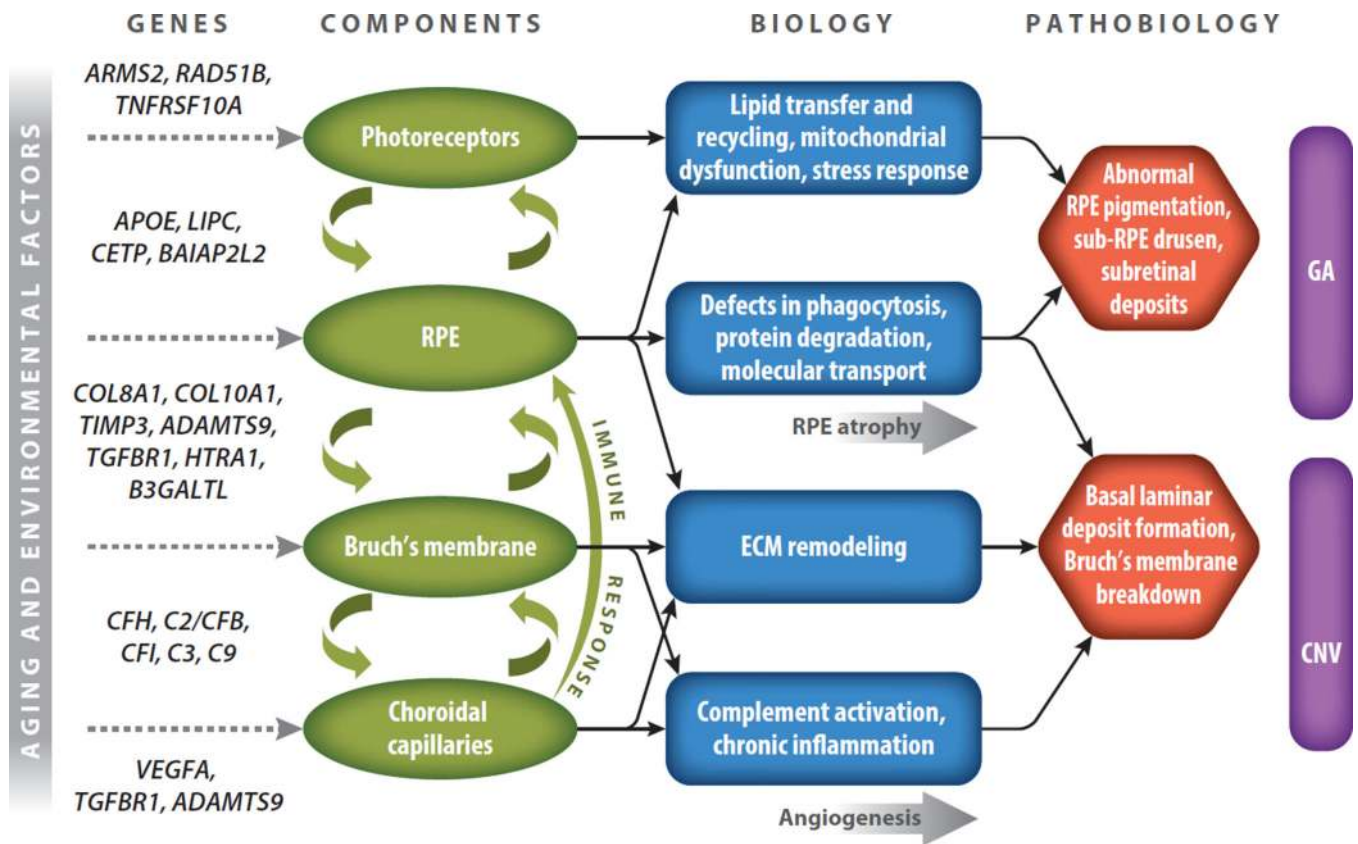 GENES
COMPONENTS
BIOLOGY
PATHOBIOLOGY
AGING AND ENVIRONMENTAL FACTORS
ARMS2, RAD51B,
TNFRSF10A
APOE, LIPC,
CETP, BAIAP2L2
COL8A1, COL10A1,
TIMP3, ADAMTS9,
TGFBR1, HTRA1,
B3GALTL
CFH, C2/CFB,
CFI, C3, C9
VEGFA,
TGFBR1, ADAMTS9
Photoreceptors
RPE
Bruch's membrane
Choroidal
capillaries
IMMUNE RESPONSE
Lipid transfer and
recycling, mitochondrial
dysfunction, stress response
Defects in phagocytosis,
protein degradation,
molecular transport
RPE atrophy
ECM remodeling
Complement activation,
chronic inflammation
Angiogenesis
Abnormal
RPE pigmentation,
sub-RPE drusen,
subretinal
deposits
Basal laminar
deposit formation,
Bruch's membrane
breakdown
GA
CNV